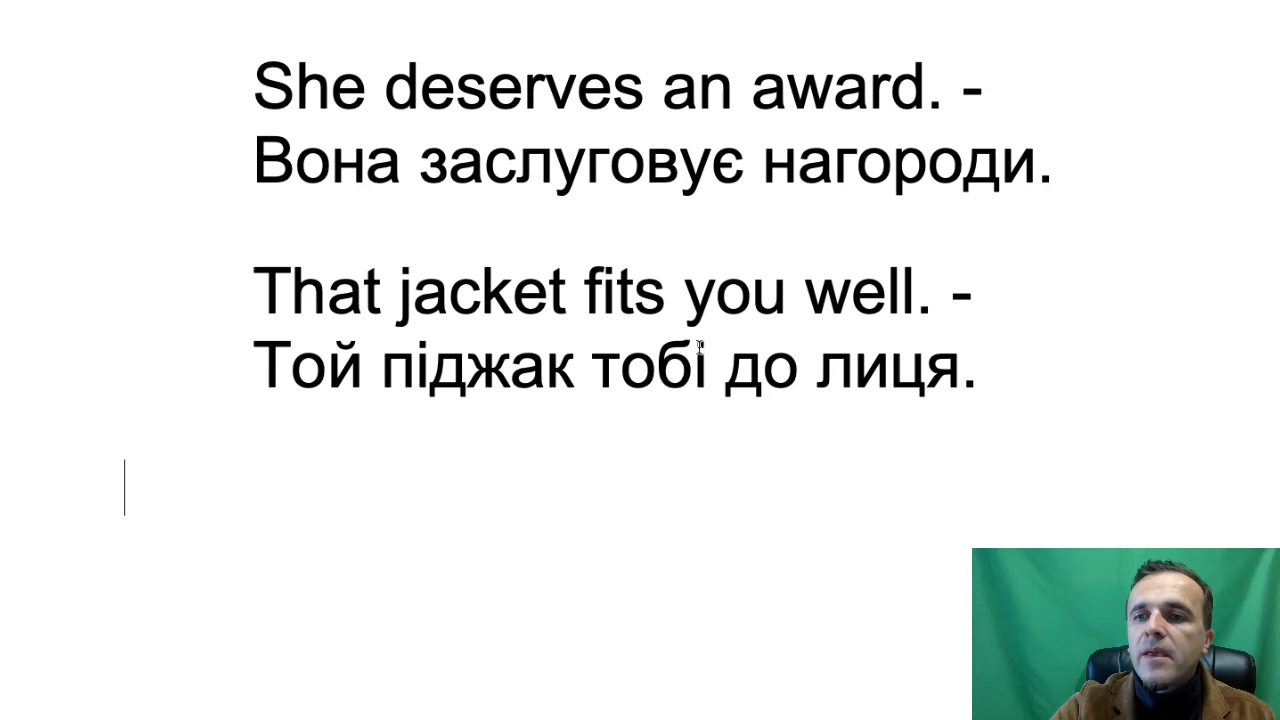 She deserves an award. -
Вона заслуговує нагороди.
That jacket fits you well. -
Той піджак тобі до лиця.